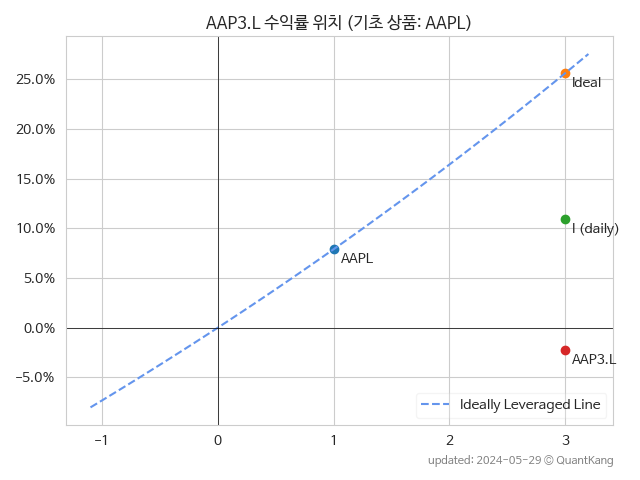 AAP3.L 수익률 위치 (기초 상품: AAPL)
25.0%
20.0%
15.0%
10.0%
5.0%
0.0%
−5.0%
Ideal
I (daily)
AAPL
AAP3.L
Ideally Leveraged Line
−1
0
1
2
3
updated: 2024-05-29 © QuantKang